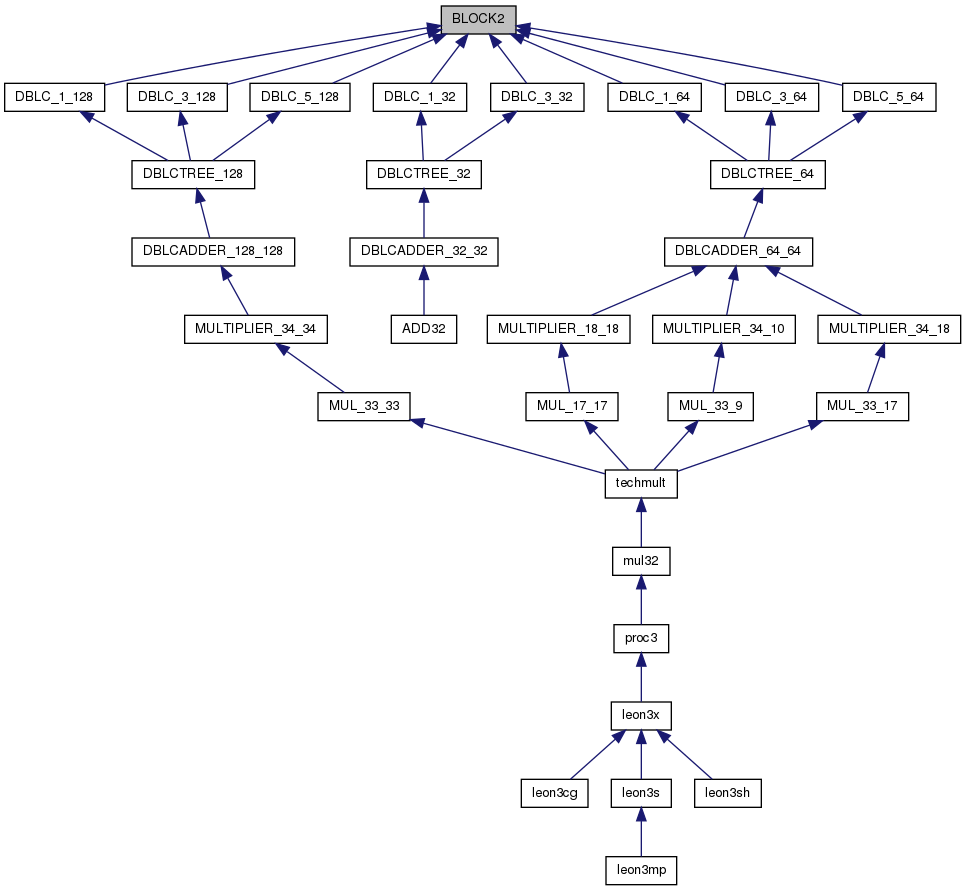 BLOCK2
DBLC_1_128
DBLC_3_128
DBLC_5_128
DBLC_1_32
DBLC_3_32
DBLC_1_64
DBLC_3_64
DBLC_5_64
DBLCTREE_128
DBLCTREE_32
DBLCTREE_64
DBLCADDER_128_128
DBLCADDER_32_32
DBLCADDER_64_64
MULTIPLIER_34_34
ADD32
MULTIPLIER_18_18
MULTIPLIER_34_10
MULTIPLIER_34_18
MUL_33_33
MUL_17_17
MUL_33_9
MUL_33_17
techmult
mul32
proc3
leon3x
leon3cg
leon3s
leon3sh
leon3mp